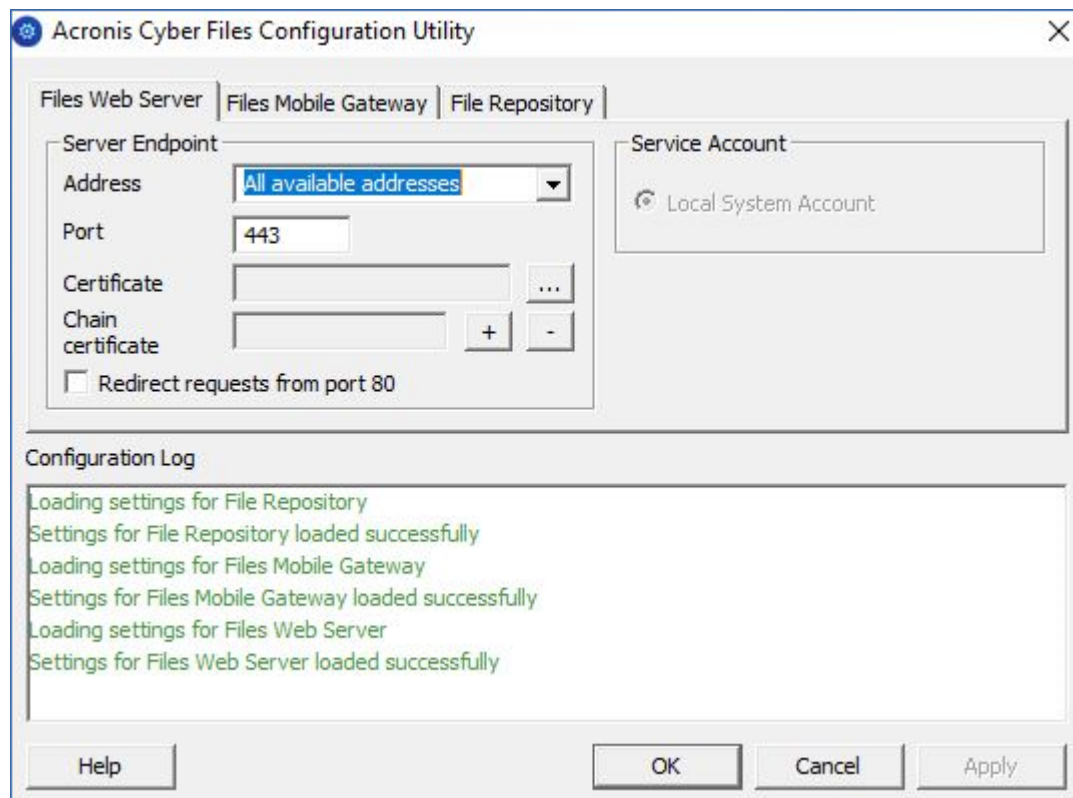 Acronis Cyber Files Configuration Utility
Files Web Server
Files Mobile Gateway
File Repository
Server Endpoint
Address
All available addresses
Port
443
Certificate
...
Chain
certificate
+
-
Redirect requests from port 80
Service Account
Local System Account
Configuration Log
Loading settings for File Repository
Settings for File Repository loaded successfully
Loading settings for Files Mobile Gateway
Settings for Files Mobile Gateway loaded successfully
Loading settings for Files Web Server
Settings for Files Web Server loaded successfully
Help
OK
Cancel
Apply